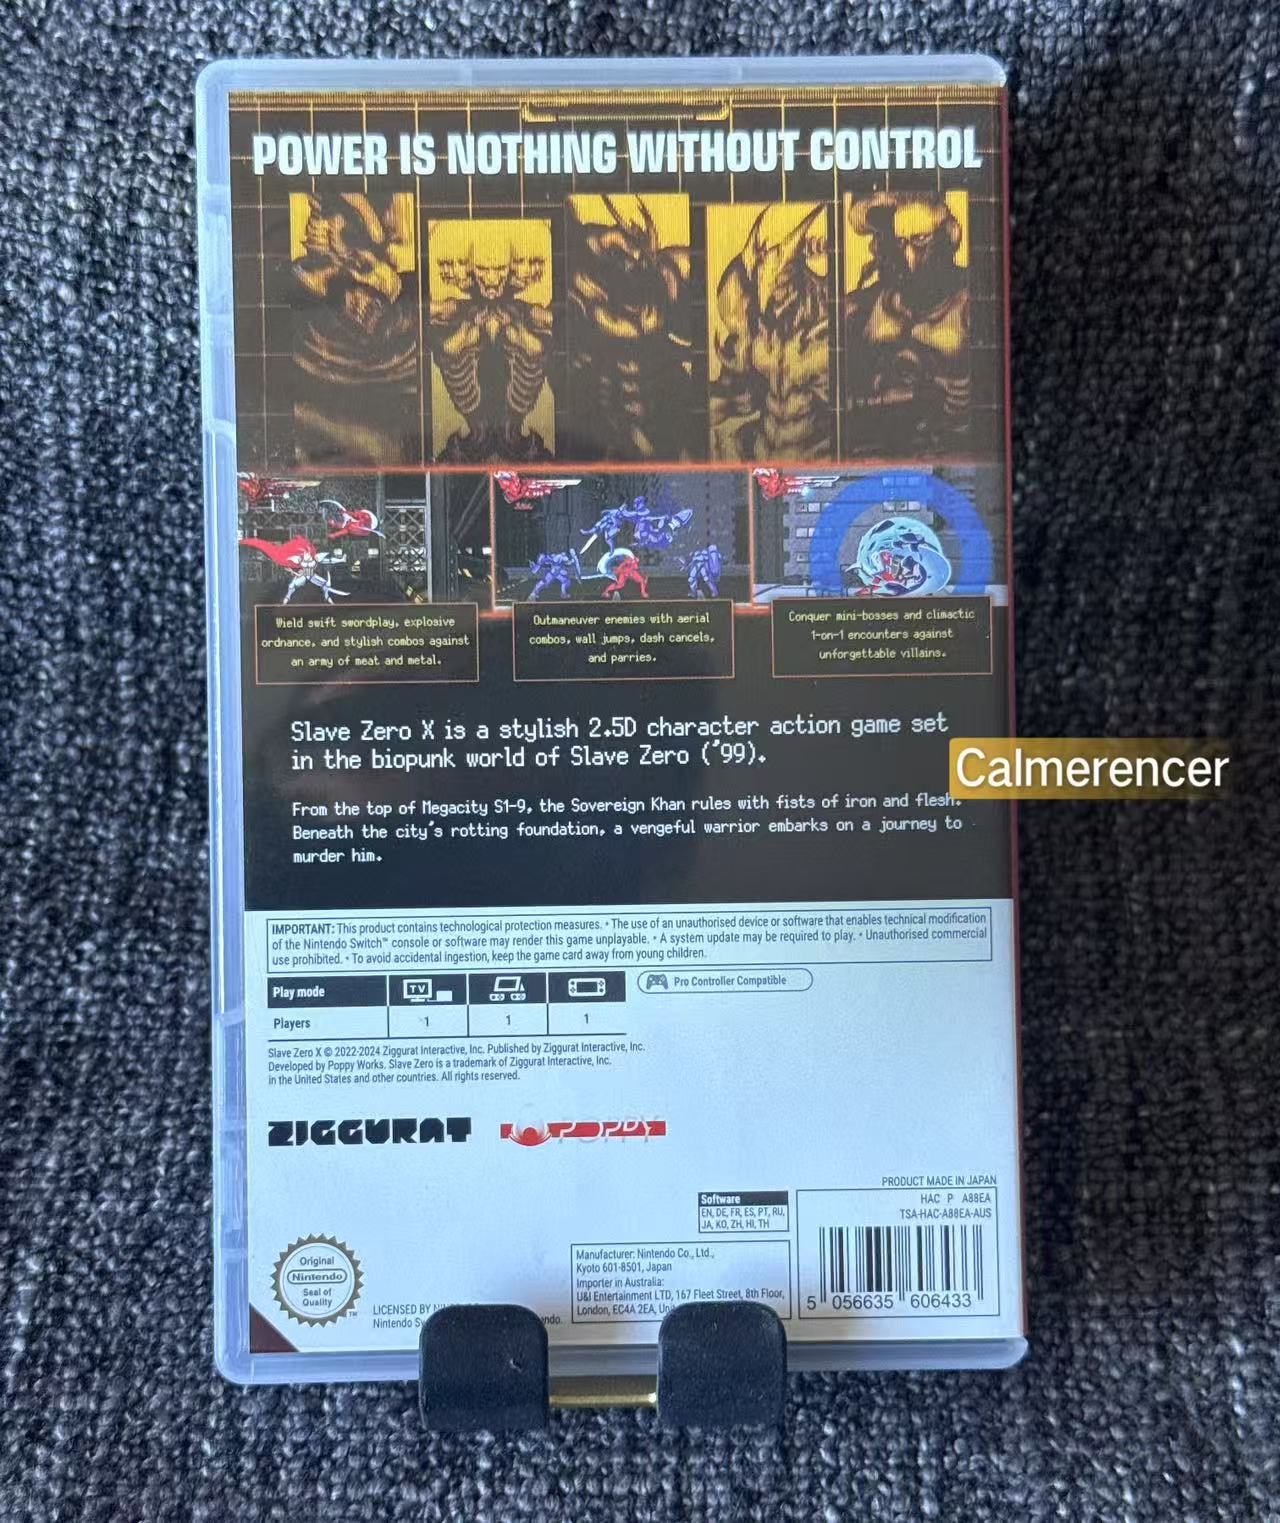 POWER IS NOTHING WITHOUT CONTROL
Wield swift swordplay, explosive
ordnance, and stylish combos against
an army of meat and metal.
Outmaneuver enemies with aerial
combos, wall jumps, dash cancels,
and parries.
Conquer mini-bosses and climactic
1-on-1 encounters against
unforgettable villains.
Slave Zero X is a stylish 2.5D character action game set
in the biopunk world of Slave Zero ('99).
Calmerencer
From the top of Megacity S1-9, the Sovereign Khan rules with fists of iron and flesh.
Beneath the city's rotting foundation, a vengeful warrior embarks on a journey to
murder him.
IMPORTANT: This product contains technological protection measures. • The use of an unauthorised device or software that enables technical modification
of the Nintendo Switch™ console or software may render this game unplayable. • A system update may be required to play. • Unauthorised commercial
use prohibited. • To avoid accidental ingestion, keep the game card away from young children.
Play mode TV
Pro Controller Compatible
Players 1 1 1
Slave Zero X © 2022-2024 Ziggurat Interactive, Inc. Published by Ziggurat Interactive, Inc.
Developed by Poppy Works. Slave Zero is a trademark of Ziggurat Interactive, Inc.
in the United States and other countries. All rights reserved.
ZIGGURAT POPPY
PRODUCT MADE IN JAPAN
HAC P A88EA
TSA-HAC-A88EA-AUS
Software
EN, DE, FR, ES, PT, RU,
JA, KO, ZH, HI, TH
Manufacturer: Nintendo Co., Ltd.,
Kyoto 601-8501, Japan
Importer in Australia:
U&I Entertainment LTD, 167 Fleet Street, 8th Floor,
London, EC4A 2EA,
5 056635 606433
Original
Nintendo
Seal of
Quality
TM
LICENSED BY
Nintendo